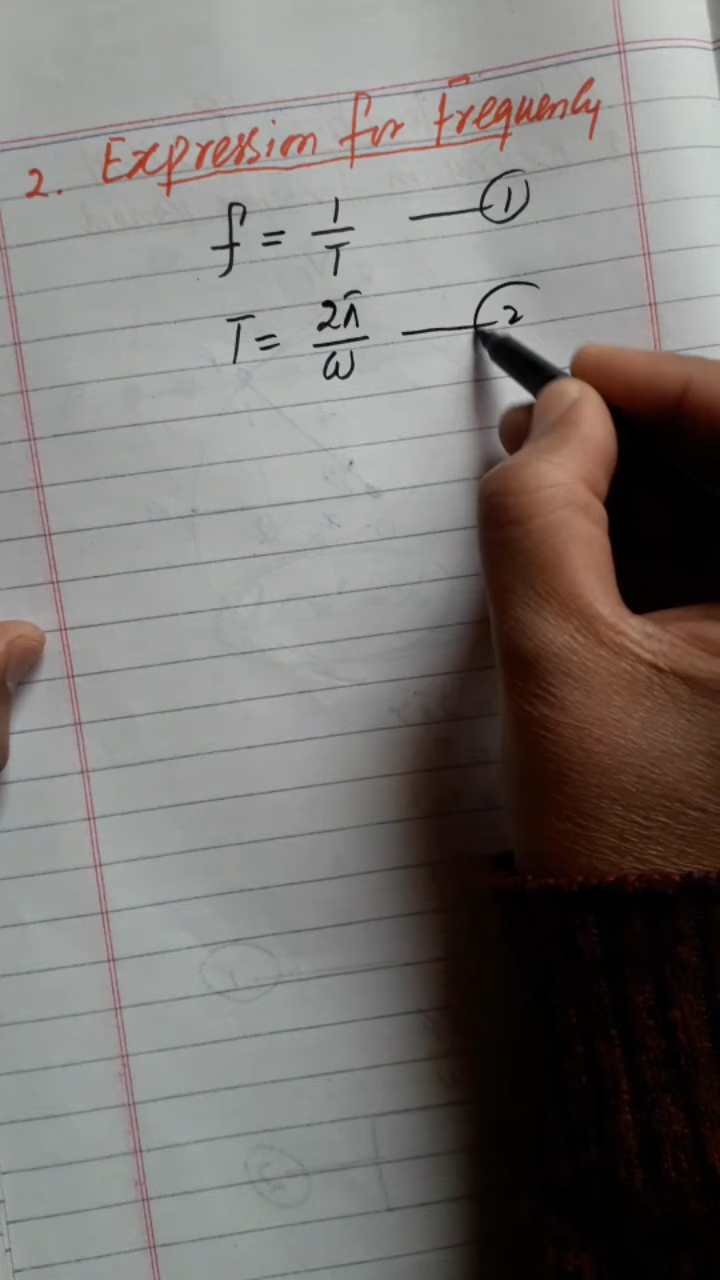 2. Expression for Frequency
f = 1/T —— ①
T = 2π/ω —— ②